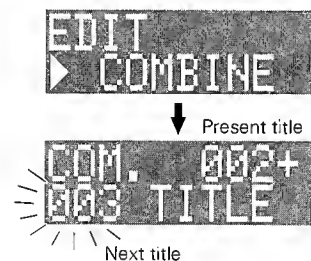 EDIT
▶ COMBINE
Present title
COM. 002+
003 TITLE
Next title